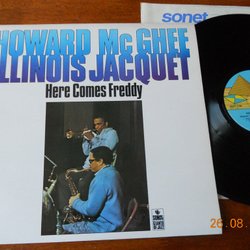 HOWARD McGHEE
ILLINOIS JACQUET
Here Comes Freddy
sonet
26.08